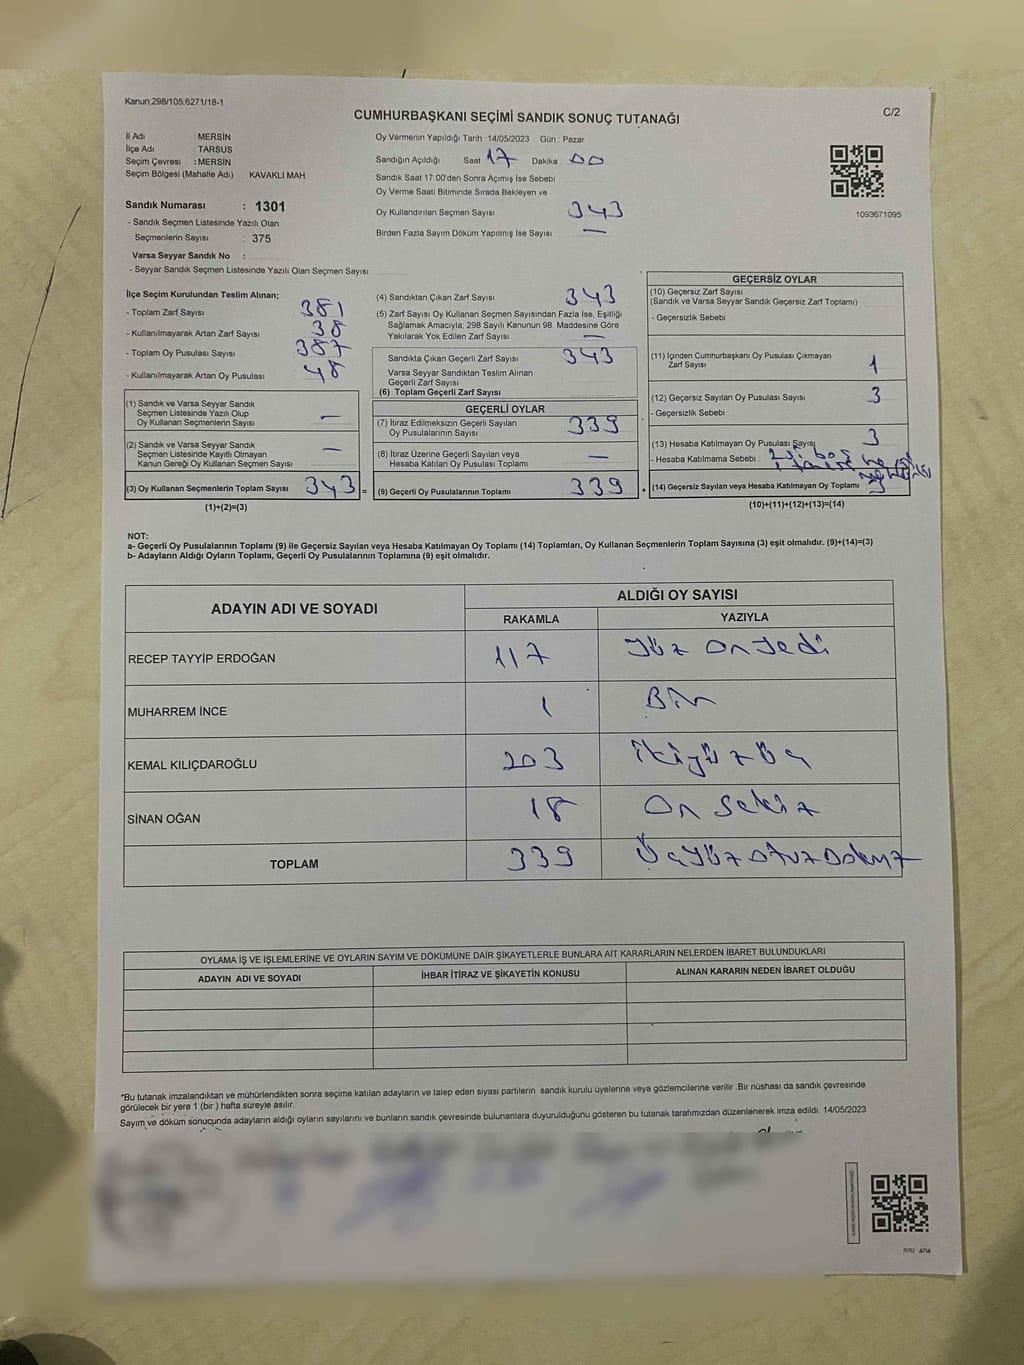 Kanun;298/105;6271/18-1
C/2
CUMHURBAŞKANI SEÇİMİ SANDIK SONUÇ TUTANAĞI
İl Adı : MERSİN
İlçe Adı : TARSUS
Seçim Çevresi : MERSİN
Seçim Bölgesi (Mahalle Adı) KAVAKLI MAH.
Oy Vermenin Yapıldığı Tarih :14/05/2023 Gün : Pazar
Sandığın Açıldığı Saat 17 Dakika : 00
Sandık Saat 17:00'den Sonra Açımış İse Sebebi
Oy Verme Saati Bitiminde Sırada Bekleyen ve
Oy Kullandırılan Seçmen Sayısı 343
Birden Fazla Sayım Döküm Yapılmış İse Sayısı —
1093671095
Sandık Numarası : 1301
- Sandık Seçmen Listesinde Yazılı Olan
Seçmenlerin Sayısı : 375
Varsa Seyyar Sandık No :
- Seyyar Sandık Seçmen Listesinde Yazılı Olan Seçmen Sayısı
İlçe Seçim Kurulundan Teslim Alınan;
- Toplam Zarf Sayısı 381
- Kullanılmayarak Artan Zarf Sayısı 38
- Toplam Oy Pusulası Sayısı 387
- Kullanılmayarak Artan Oy Pusulası 48
(1) Sandık ve Varsa Seyyar Sandık
Seçmen Listesinde Yazılı Olup
Oy Kullanan Seçmenlerin Sayısı —
(2) Sandık ve Varsa Seyyar Sandık
Seçmen Listesinde Kayıtlı Olmayan
Kanun Gereği Oy Kullanan Seçmen Sayısı —
(3) Oy Kullanan Seçmenlerin Toplam Sayısı 343 =
(1)+(2)=(3)
(4) Sandıktan Çıkan Zarf Sayısı 343
(5) Zarf Sayısı Oy Kullanan Seçmen Sayısından Fazla İse, Eşitliği
Sağlamak Amacıyla; 298 Sayılı Kanunun 98. Maddesine Göre
Yakılarak Yok Edilen Zarf Sayısı —
Sandıkta Çıkan Geçerli Zarf Sayısı 343
Varsa Seyyar Sandıktan Teslim Alınan
Geçerli Zarf Sayısı
(6) Toplam Geçerli Zarf Sayısı
GEÇERLİ OYLAR
(7) İtiraz Edilmeksizin Geçerli Sayılan
Oy Pusulalarının Sayısı 339
(8) İtiraz Üzerine Geçerli Sayılan veya
Hesaba Katılan Oy Pusulası Toplamı —
(9) Geçerli Oy Pusulalarının Toplamı 339 +
GEÇERSİZ OYLAR
(10) Geçersiz Zarf Sayısı
(Sandık ve Varsa Seyyar Sandık Geçersiz Zarf Toplamı)
- Geçersizlik Sebebi
(11) İçinden Cumhurbaşkanı Oy Pusulası Çıkmayan
Zarf Sayısı 1
(12) Geçersiz Sayılan Oy Pusulası Sayısı 3
- Geçersizlik Sebebi
(13) Hesaba Katılmayan Oy Pusulası Sayısı 3
- Hesaba Katılmama Sebebi :
(14) Geçersiz Sayılan veya Hesaba Katılmayan Oy Toplamı 3
(10)+(11)+(12)+(13)=(14)
NOT:
a- Geçerli Oy Pusulalarının Toplamı (9) ile Geçersiz Sayılan veya Hesaba Katılmayan Oy Toplamı (14) Toplamları, Oy Kullanan Seçmenlerin Toplam Sayısına (3) eşit olmalıdır. (9)+(14)=(3)
b- Adayların Aldığı Oyların Toplamı, Geçerli Oy Pusulalarının Toplamına (9) eşit olmalıdır.
ADAYIN ADI VE SOYADI ALDIĞI OY SAYISI
RAKAMLA YAZIYLA
RECEP TAYYİP ERDOĞAN 117 yüz on yedi
MUHARREM İNCE 1 Bir
KEMAL KILIÇDAROĞLU 203 ikiyüz üç
SİNAN OĞAN 18 On sekiz
TOPLAM 339 Üçyüz otuz Dokuz
OYLAMA İŞ VE İŞLEMLERİNE VE OYLARIN SAYIM VE DÖKÜMÜNE DAİR ŞİKAYETLERLE BUNLARA AİT KARARLARIN NELERDEN İBARET BULUNDUKLARI
ADAYIN ADI VE SOYADI İHBAR İTİRAZ VE ŞİKAYETİN KONUSU ALINAN KARARIN NEDEN İBARET OLDUĞU
*Bu tutanak imzalandıktan ve mühürlendikten sonra seçime katılan adayların ve talep eden siyasi partilerin sandık kurulu üyelerine veya gözlemcilerine verilir. Bir nüshası da sandık çevresinde
görülecek bir yere 1 (bir ) hafta süreyle asılır.
Sayım ve döküm sonucunda adayların aldığı oyların sayılarını ve bunların sandık çevresinde bulunanlara duyurulduğunu gösteren bu tutanak tarafımızdan düzenlenerek imza edildi. 14/05/2023